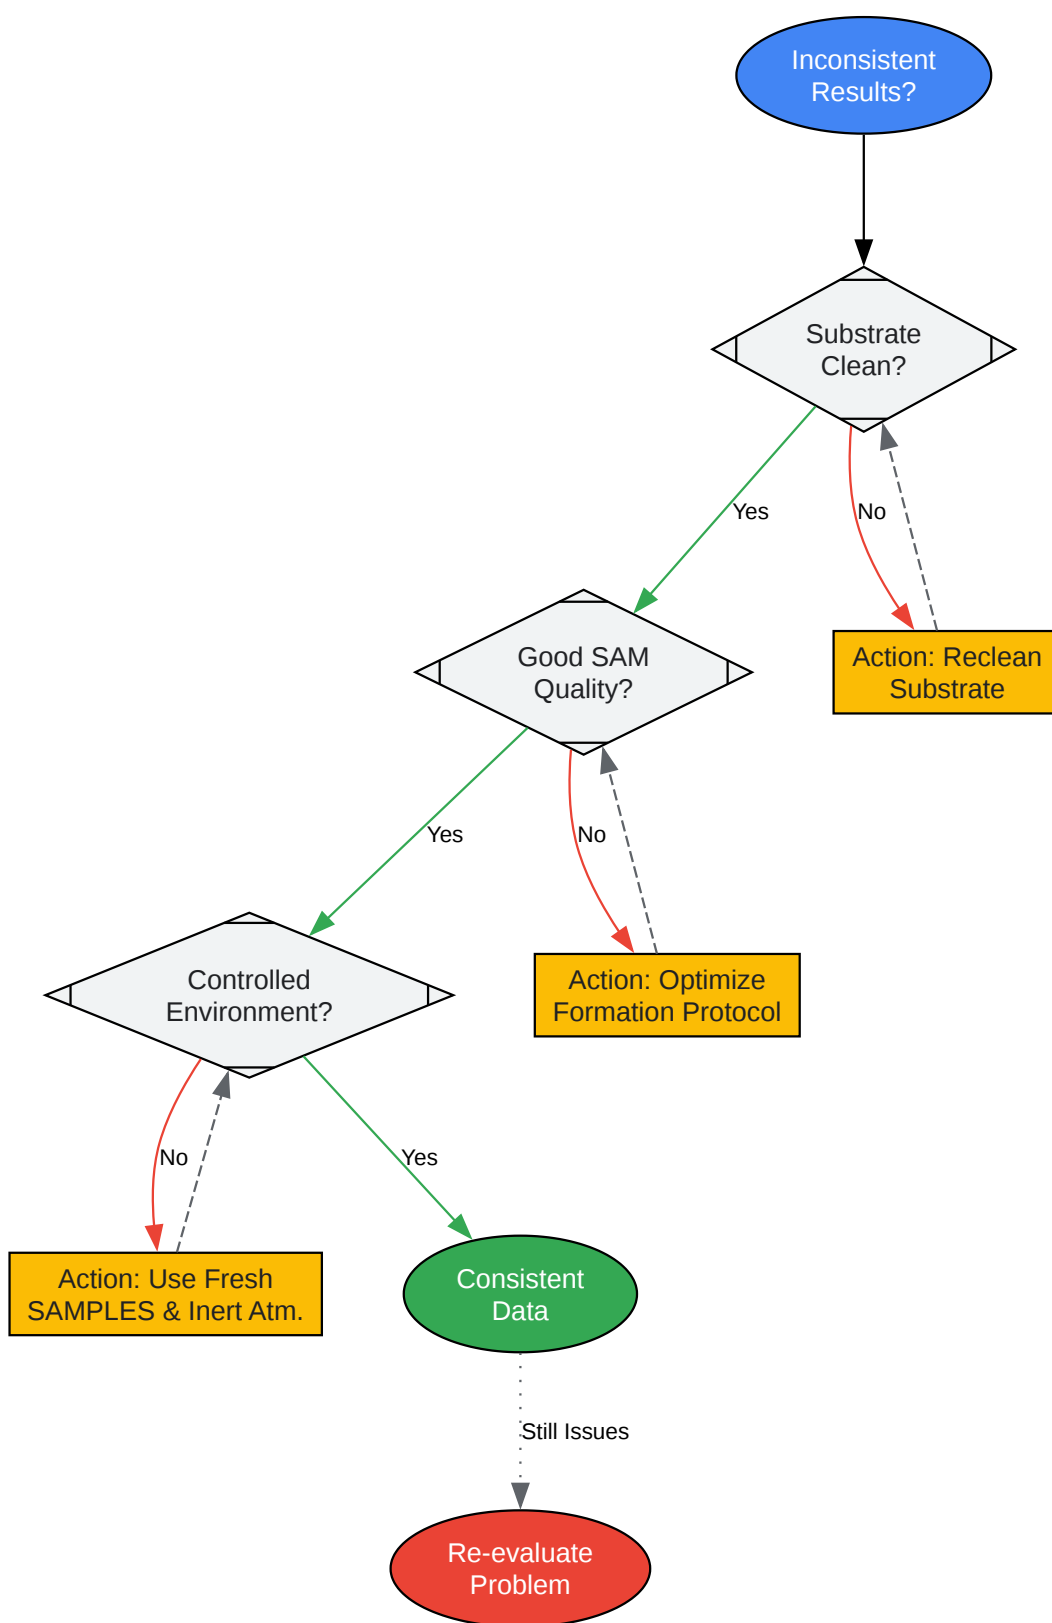 Inconsistent
Results?
Substrate
Clean?
Yes
No
Good SAM
Quality?
Action: Reclean
Substrate
Yes
No
Controlled
Environment?
Action: Optimize
Formation Protocol
No
Yes
Action: Use Fresh
SAMPLES & Inert Atm.
Consistent
Data
Still Issues
Re-evaluate
Problem